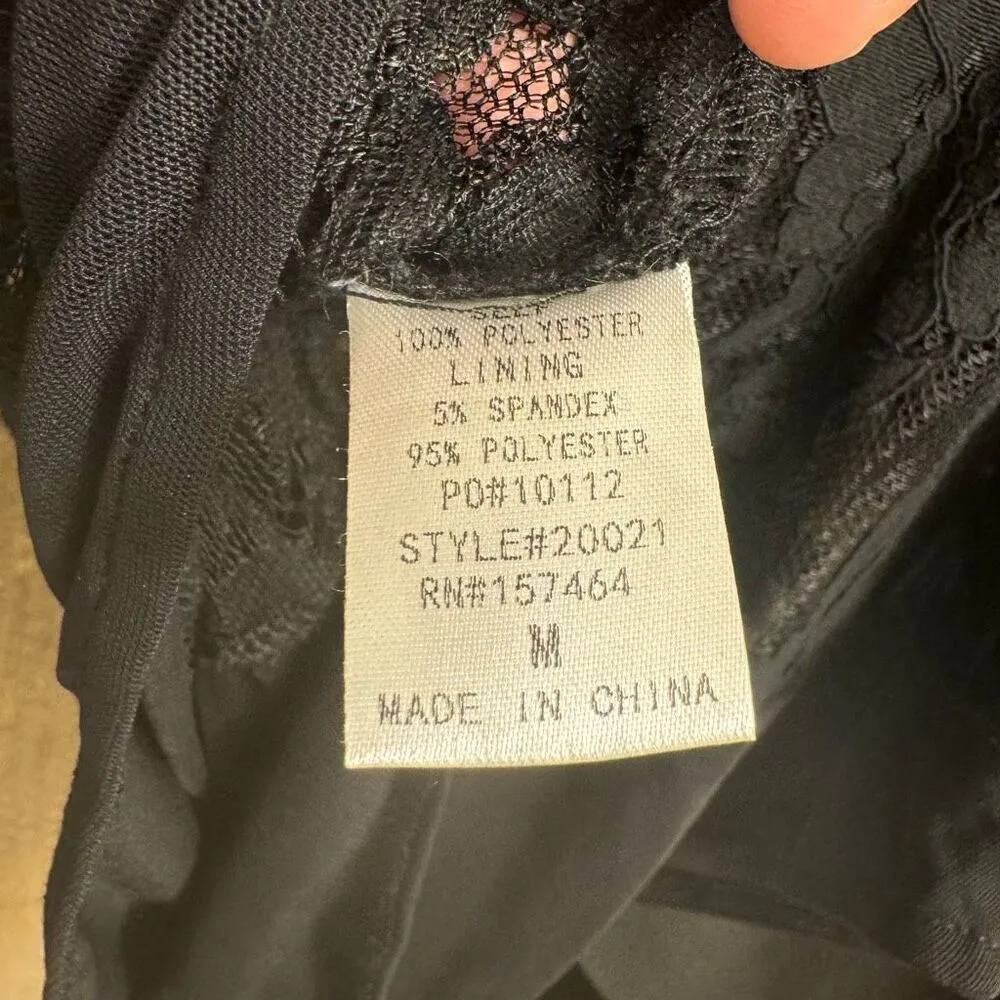 SELF
100% POLYESTER
LINING
5% SPANDEX
95% POLYESTER
PO#10112
STYLE#20021
RN#157464
M
MADE IN CHINA